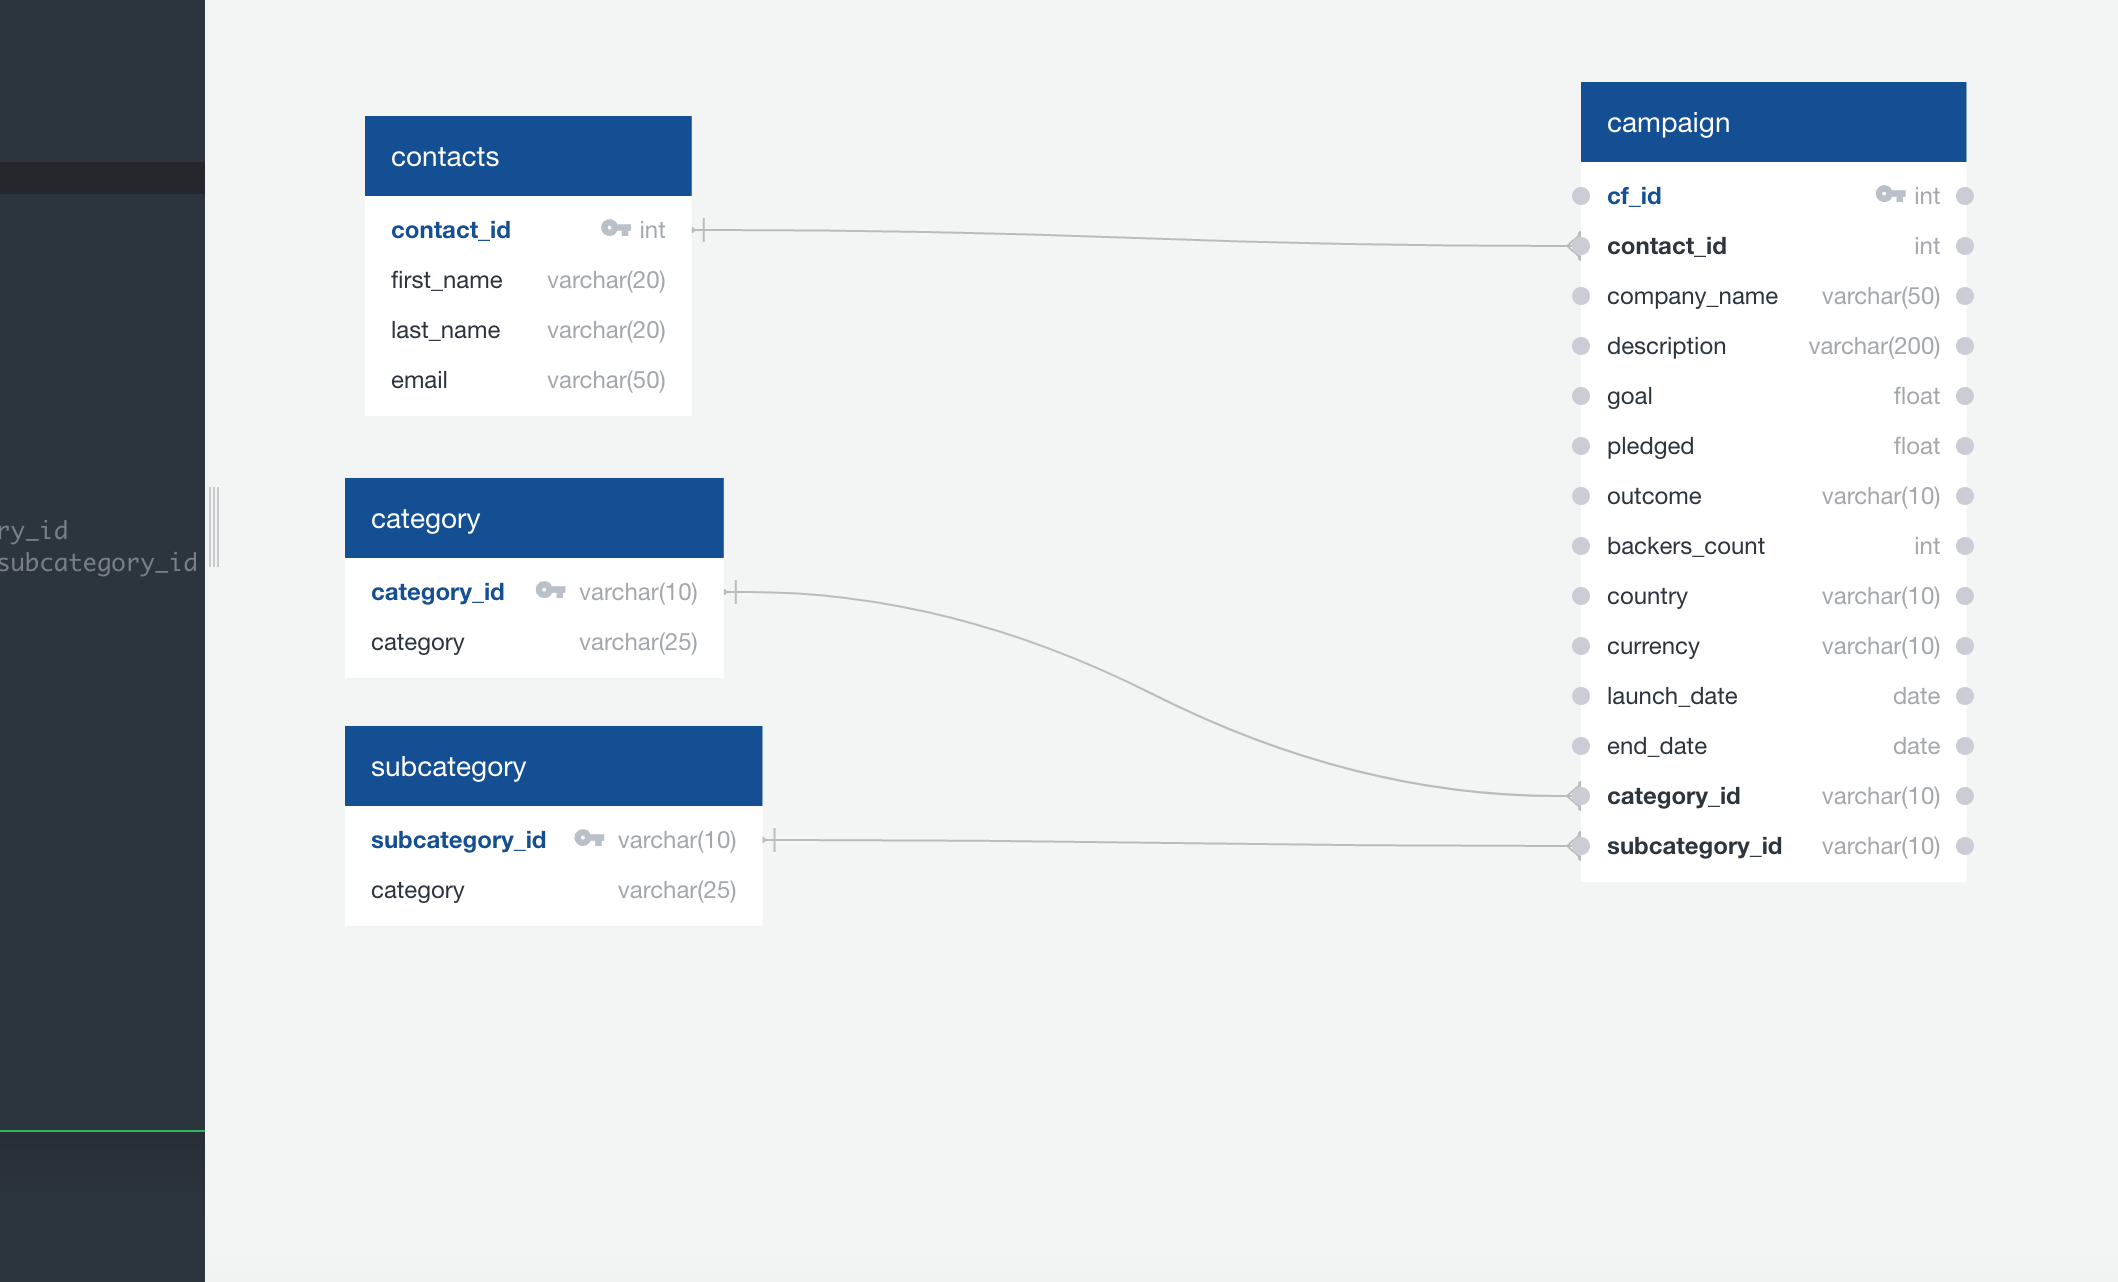 ry_id
subcategory_id
contacts
contact_id int
first_name varchar(20)
last_name varchar(20)
email varchar(50)
category
category_id varchar(10)
category varchar(25)
subcategory
subcategory_id varchar(10)
category varchar(25)
campaign
cf_id int
contact_id int
company_name varchar(50)
description varchar(200)
goal float
pledged float
outcome varchar(10)
backers_count int
country varchar(10)
currency varchar(10)
launch_date date
end_date date
category_id varchar(10)
subcategory_id varchar(10)